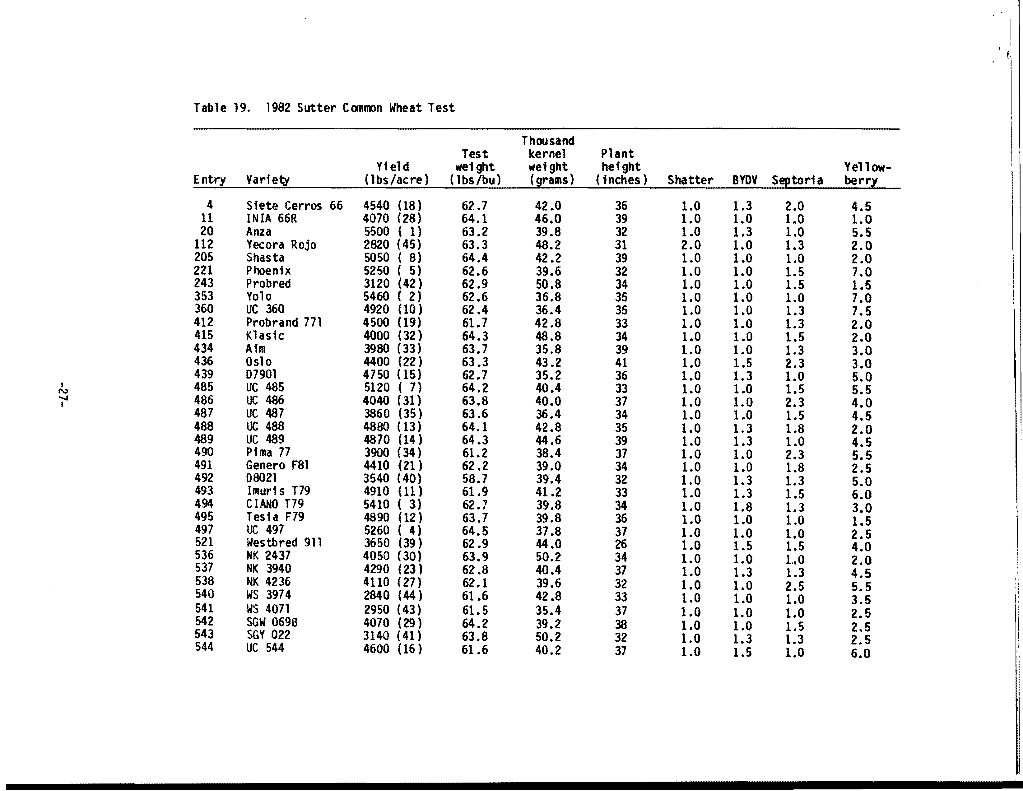 Table 19. 1982 Sutter Common Wheat Test
Thousand
Test kernel Plant
Yield weight weight height Yellow-
Entry Variety (lbs/acre) (lbs/bu) (grams) (inches) Shatter BYDV Septoria berry
4 Siete Cerros 66 4540 (18) 62.7 42.0 36 1.0 1.3 2.0 4.5
11 INIA 66R 4070 (28) 64.1 46.0 39 1.0 1.0 1.0 1.0
20 Anza 5500 ( 1) 63.2 39.8 32 1.0 1.3 1.0 5.5
112 Yecora Rojo 2820 (45) 63.3 48.2 31 2.0 1.0 1.3 2.0
205 Shasta 5050 ( 8) 64.4 42.2 39 1.0 1.0 1.0 2.0
221 Phoenix 5250 ( 5) 62.6 39.6 32 1.0 1.0 1.5 7.0
243 Probred 3120 (42) 62.9 50.8 34 1.0 1.0 1.5 1.5
353 Yolo 5460 ( 2) 62.6 36.8 35 1.0 1.0 1.0 7.0
360 UC 360 4920 (10) 62.4 36.4 35 1.0 1.0 1.3 7.5
412 Probrand 771 4500 (19) 61.7 42.8 33 1.0 1.0 1.3 2.0
415 Klasic 4000 (32) 64.3 48.8 34 1.0 1.0 1.5 2.0
434 Aim 3980 (33) 63.7 35.8 39 1.0 1.0 1.3 3.0
436 Oslo 4400 (22) 63.3 43.2 41 1.0 1.5 2.3 3.0
439 D7901 4750 (15) 62.7 35.2 36 1.0 1.3 1.0 5.0
485 UC 485 5120 ( 7) 64.2 40.4 33 1.0 1.0 1.5 5.5
486 UC 486 4040 (31) 63.8 40.0 37 1.0 1.0 2.3 4.0
487 UC 487 3860 (35) 63.6 36.4 34 1.0 1.0 1.5 4.5
488 UC 488 4880 (13) 64.1 42.8 35 1.0 1.3 1.8 2.0
489 UC 489 4870 (14) 64.3 44.6 39 1.0 1.3 1.0 4.5
490 Pima 77 3900 (34) 61.2 38.4 37 1.0 1.0 2.3 5.5
491 Genero F81 4410 (21) 62.2 39.0 34 1.0 1.0 1.8 2.5
492 D8021 3540 (40) 58.7 39.4 32 1.0 1.3 1.3 5.0
493 Imuris T79 4910 (11) 61.9 41.2 33 1.0 1.3 1.5 6.0
494 CIANO T79 5410 ( 3) 62.7 39.8 34 1.0 1.8 1.3 3.0
495 Tesia F79 4890 (12) 63.7 39.8 36 1.0 1.0 1.0 1.5
497 UC 497 5260 ( 4) 64.5 37.8 37 1.0 1.0 1.0 2.5
521 Westbred 911 3650 (39) 62.9 44.0 26 1.0 1.5 1.5 4.0
536 NK 2437 4050 (30) 63.9 50.2 34 1.0 1.0 1.0 2.0
537 NK 3940 4290 (23) 62.8 40.4 37 1.0 1.3 1.3 4.5
538 NK 4236 4110 (27) 62.1 39.6 32 1.0 1.0 2.5 5.5
540 WS 3974 2840 (44) 61.6 42.8 33 1.0 1.0 1.0 3.5
541 WS 4071 2950 (43) 61.5 35.4 37 1.0 1.0 1.0 2.5
542 SGW 0698 4070 (29) 64.2 39.2 38 1.0 1.0 1.5 2.5
543 SGY 022 3140 (41) 63.8 50.2 32 1.0 1.3 1.3 2.5
544 UC 544 4600 (16) 61.6 40.2 37 1.0 1.5 1.0 6.0
-27-